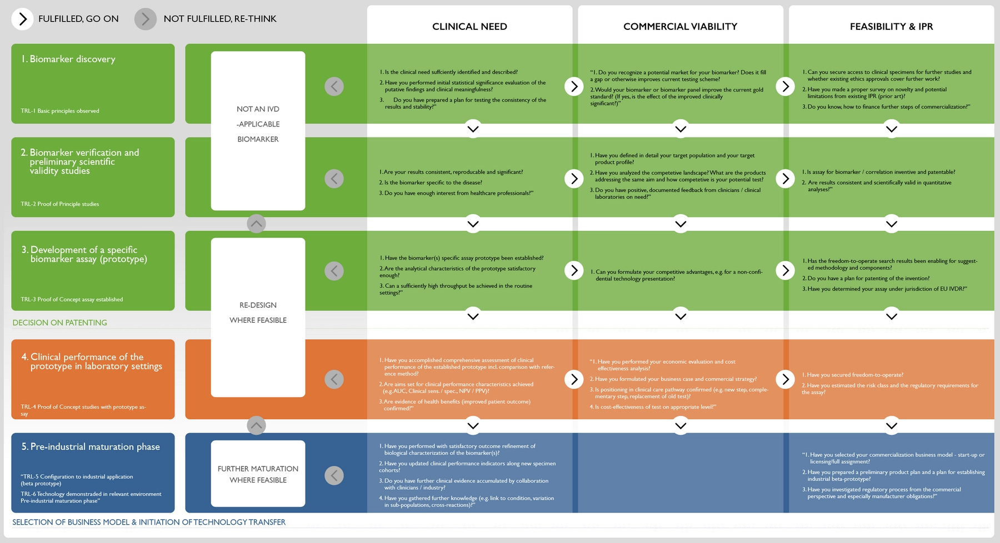 FULFILLED, GO ON
NOT FULFILLED, RE-THINK
CLINICAL NEED
COMMERCIAL VIABILITY
FEASIBILITY & IPR
1. Biomarker discovery
TRL-1 Basic principles observed
NOT AN IVD
-APPLICABLE
BIOMARKER
1. Is the clinical need suffciently identified and described?
2. Have you performed initial statistical significance evaluation of the
putative findings and clinical meaningfulness?
3. Do you have prepared a plan for testing the consistency of the
results and stability?”
“1. Do you recognize a potential market for your biomarker? Does it fill
a gap or otherwise improves current testing scheme?
2.Would your biomarker or biomarker panel improve the current gold
standard? (If yes, is the effect of the improved clinically
significant?)”
1. Can you secure access to clinical specimens for further studies and
whether existing ethics approvals cover further work?
2. Have you made a proper survey on novelty and potential
limitations from existing IPR (prior art)?
3. Do you know, how to finance further steps of commercialization?”
2. Biomarker verification and
preliminary scientific
validity studies
TRL-2 Proof of Principle studies
1. Are your results consistent, reproducable and significant?
2. Is the biomarker specific to the disease?
3. Do you have enough interest from healthcare professionals?”
1. Have you defined in detail your target population and your target
product profile?
2. Have you analyzed the competetive landscape? What are the products
addressing the same aim and how competetive is your potential test?
3. Do you have positive, documented feedback from clinicians / clinical
laboratories on need?”
1. Is assay for biomarker / correlation inventive and patentable?
2. Are results consistent and scientifically valid in quantitative
analyses?”
3. Development of a specific
biomarker assay (prototype)
TRL-3 Proof of Concept assay established
RE-DESIGN
WHERE FEASIBLE
1. Have the biomarker(s) specific assay prototype been established?
2. Are the analytical characteristics of the prototype satisfactory
enough?
3. Can a sufficiently high throughput be achieved in the routine
settings?”
1. Can you formulate your competitive advantages, e.g. for a non-confi-
dential technology presentation?
1. Has the freedom-to-operate search results been enabling for suggest-
ed methodology and components?
2. Do you have a plan for patenting of the invention?
3. Have you determined your assay under jurisdiction of EU IVDR?”
DECISION ON PATENTING
4. Clinical performance of the
prototype in laboratory settings
TRL-4 Proof of Concept studies with prototype as-
say
1. Have you accomplished comprehensive assessment of clinical
performance of the established prototype incl. comparison with refer-
ence method?
2. Are aims set for clinical performance characteristics achieved
(e.g. AUC, Clinical sens. / spec., NPV / PPV)?
3. Are evidence of health benefits (improved patient outcome)
confirmed?”
“1. Have you performed your economic evaluation and cost
effectiveness analysis?
2. Have you formulated your business case and commercial strategy?
3. Is positioning in clinical care pathway confirmed (e.g. new step, comple-
mentary step, replacement of old test)?
4. Is cost-effectiveness of test on appropriate level?”
1. Have you secured freedom-to-operate?
2. Have you estimated the risk class and the regulatory requirements for
the assay?
5. Pre-industrial maturation phase
“TRL-5 Configuration to industrial application
(beta prototype)
TRL-6 Technology demonstraded in relevant environment
Pre-industrial maturation phase”
FURTHER MATURATION
WHERE FEASIBLE
1. Have you performed with satisfactory outcome refinement of
biological characterization of the biomarker(s)?
2. Have you updated clinical performance indicators along new specimen
cohorts?
3. Do you have further clinical evidence accumulated by collaboration
with clinicians / industry?
4. Have you gathered further knowledge (e.g. link to condition, variation
in sub-populations, cross-reactions)?”
“1. Have you selected your commercialization business model - start-up or
licensing/full assignment?
2. Have you prepared a preliminary product plan and a plan for establishing
industrial beta-prototype?
3. Have you investigated regulatory process from the commercial
perspective and especially manufacturer obligations?”
SELECTION OF BUSINESS MODEL & INITIATION OF TECHNOLOGY TRANSFER